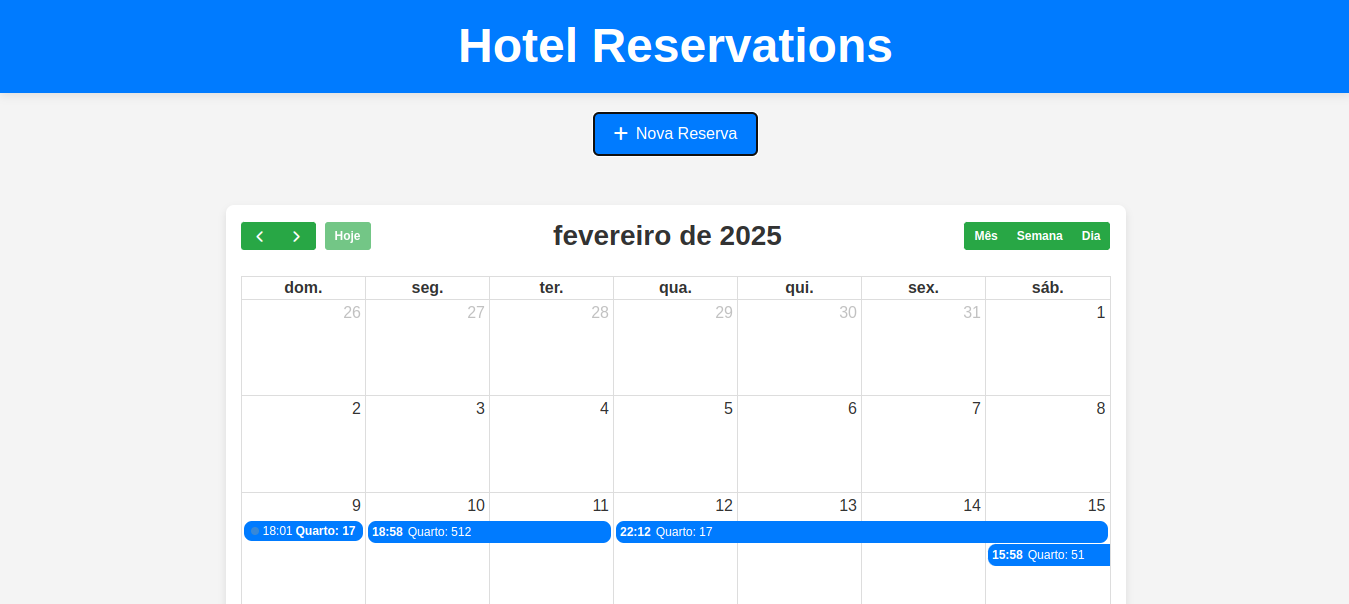 Hotel Reservations
+ Nova Reserva
Hoje fevereiro de 2025 Mês Semana Dia
dom. seg. ter. qua. qui. sex. sáb.
26 27 28 29 30 31 1
2 3 4 5 6 7 8
9 10 11 12 13 14 15
18:01 Quarto: 17 18:58 Quarto: 512 22:12 Quarto: 17
15:58 Quarto: 51